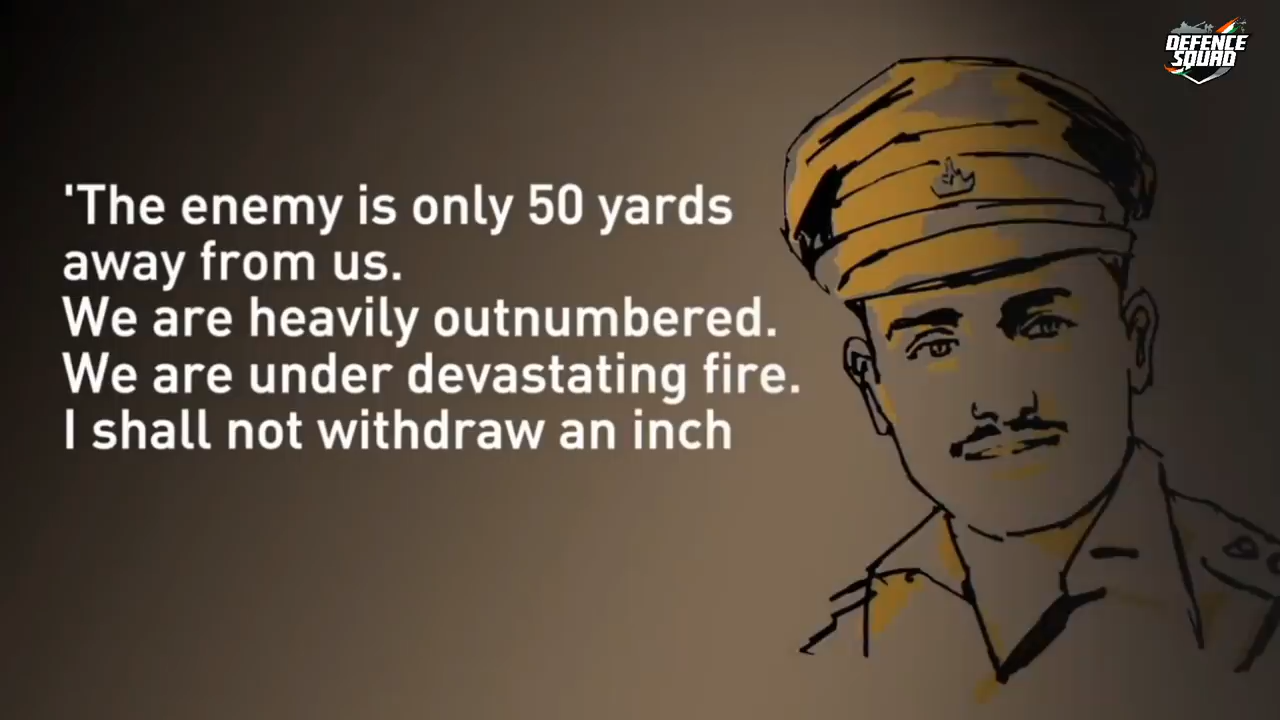 DEFENCE
SQUAD
'The enemy is only 50 yards
away from us.
We are heavily outnumbered.
We are under devastating fire.
I shall not withdraw an inch